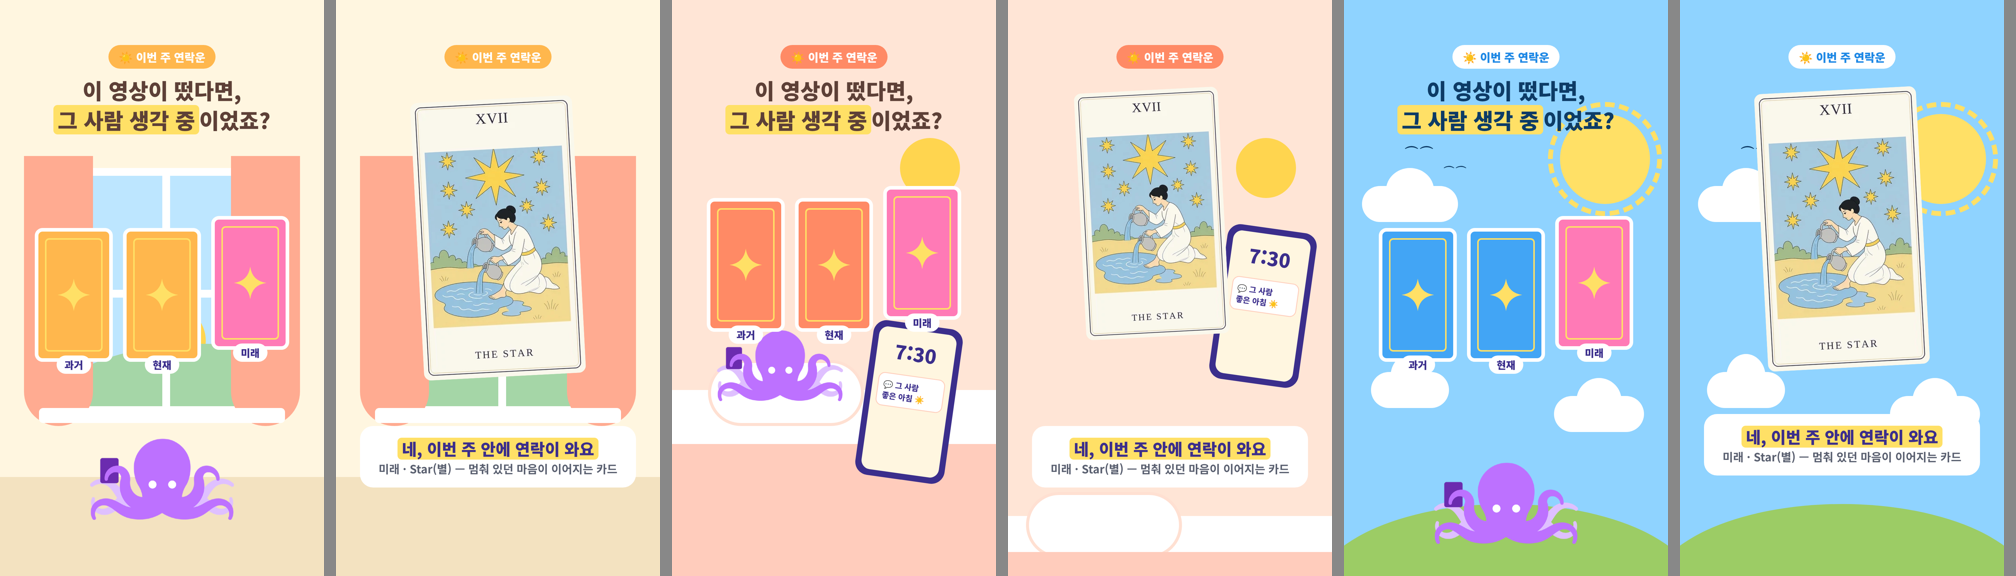 ☀️ 이번 주 연락운
이 영상이 떴다면,
그 사람 생각 중이었죠?
과거
현재
미래
☀️ 이번 주 연락운
XVII
THE STAR
네, 이번 주 안에 연락이 와요
미래 · Star(별) — 멈춰 있던 마음이 이어지는 카드
☀️ 이번 주 연락운
이 영상이 떴다면,
그 사람 생각 중이었죠?
과거
현재
미래
7:30
💬 그 사람
좋은 아침 ☀️
☀️ 이번 주 연락운
XVII
THE STAR
7:30
💬 그 사람
좋은 아침 ☀️
네, 이번 주 안에 연락이 와요
미래 · Star(별) — 멈춰 있던 마음이 이어지는 카드
☀️ 이번 주 연락운
이 영상이 떴다면,
그 사람 생각 중이었죠?
과거
현재
미래
☀️ 이번 주 연락운
XVII
THE STAR
네, 이번 주 안에 연락이 와요
미래 · Star(별) — 멈춰 있던 마음이 이어지는 카드